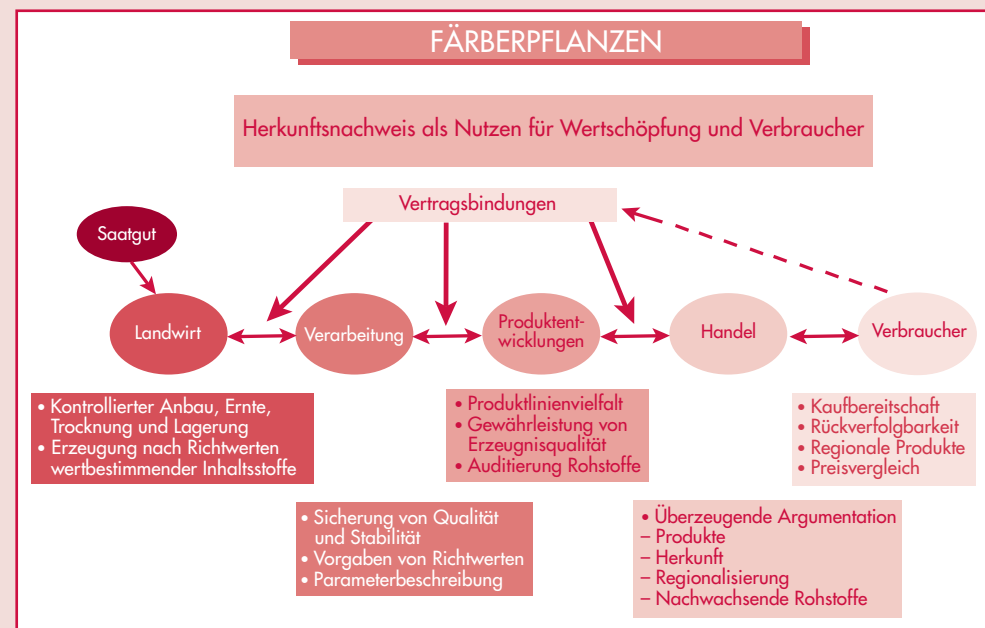 FÄRBERPFLANZEN
Herkunftsnachweis als Nutzen für Wertschöpfung und Verbraucher
Vertragsbindungen
Saatgut
Landwirt
Verarbeitung
Produktent-
wicklungen
Handel
Verbraucher
• Kontrollierter Anbau, Ernte,
Trocknung und Lagerung
• Erzeugung nach Richtwerten
wertbestimmender Inhaltsstoffe
• Produktlinienvielfalt
• Gewährleistung von
Erzeugnisqualität
• Auditierung Rohstoffe
• Kaufbereitschaft
• Rückverfolgbarkeit
• Regionale Produkte
• Preisvergleich
• Sicherung von Qualität
und Stabilität
• Vorgaben von Richtwerten
• Parameterbeschreibung
• Überzeugende Argumentation
– Produkte
– Herkunft
– Regionalisierung
– Nachwachsende Rohstoffe